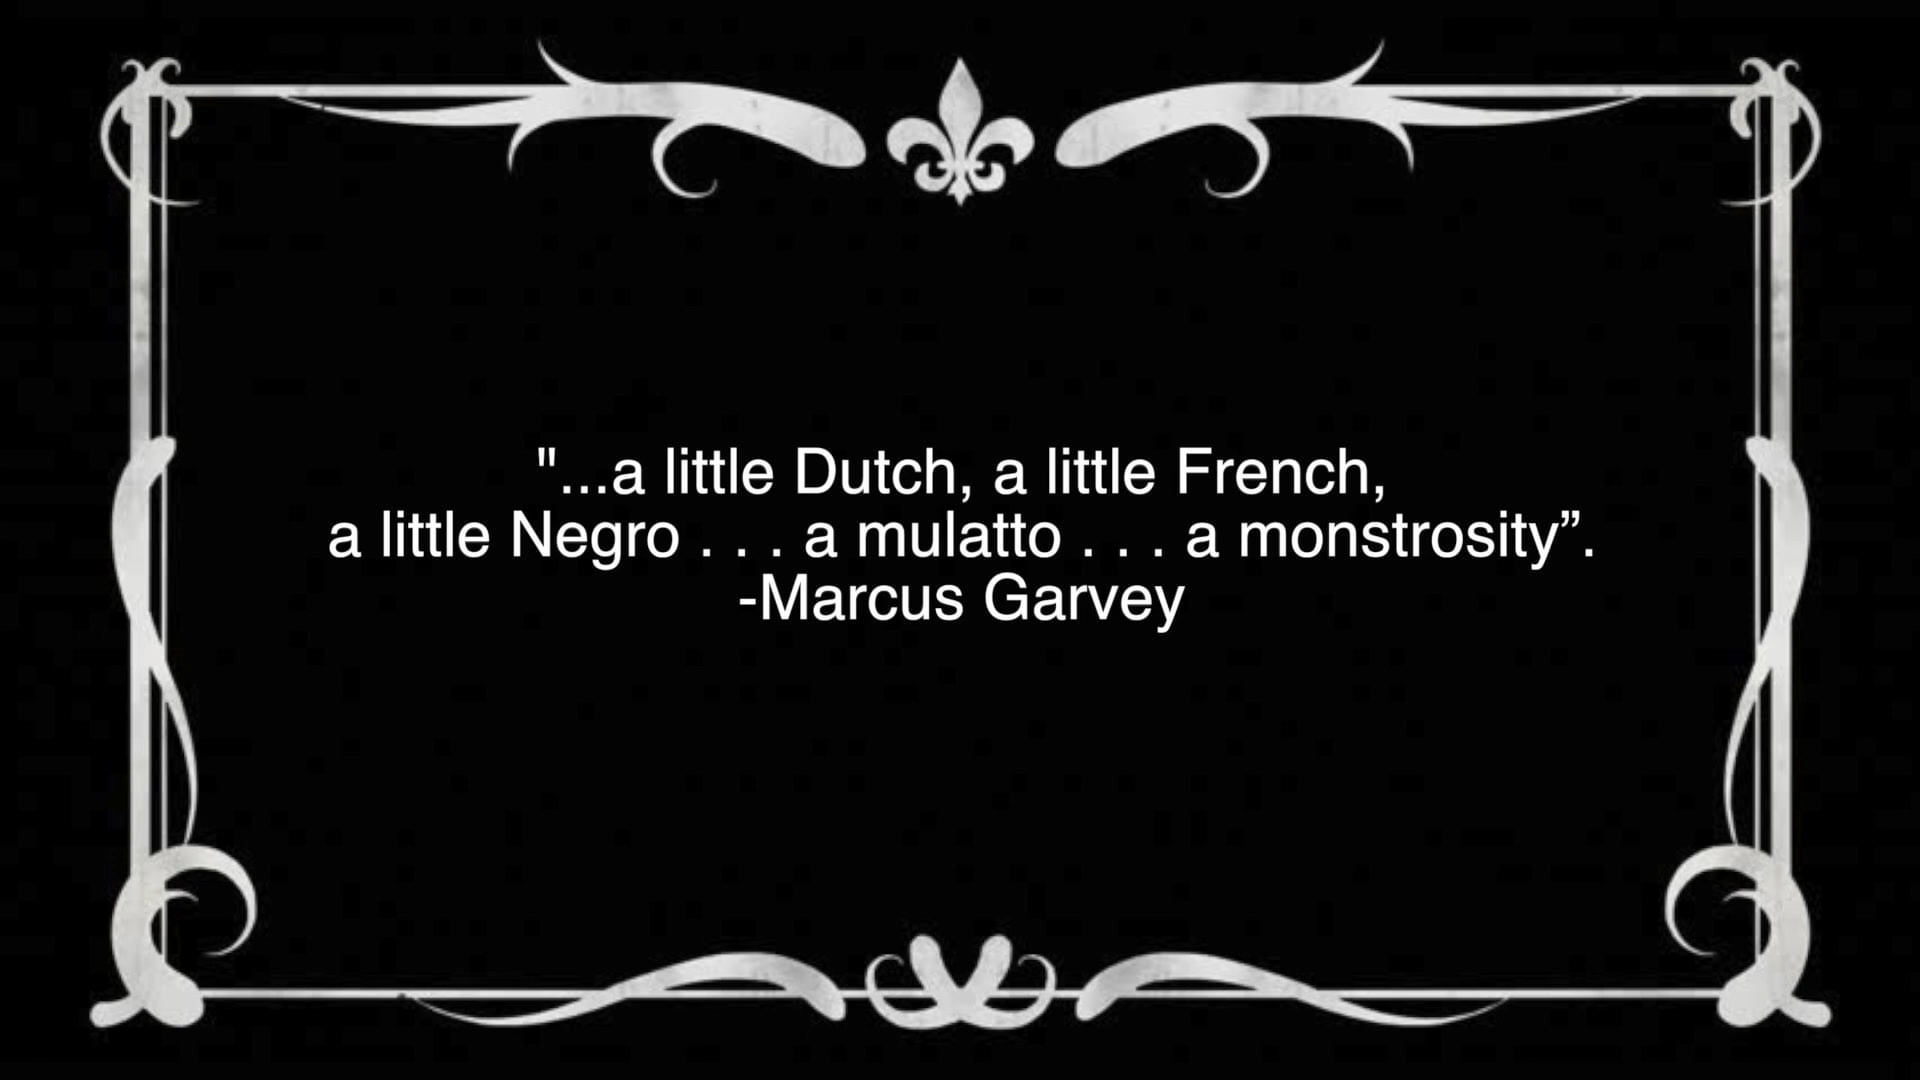 "...a little Dutch, a little French,
a little Negro . . . a mulatto . . . a monstrosity”.
-Marcus Garvey